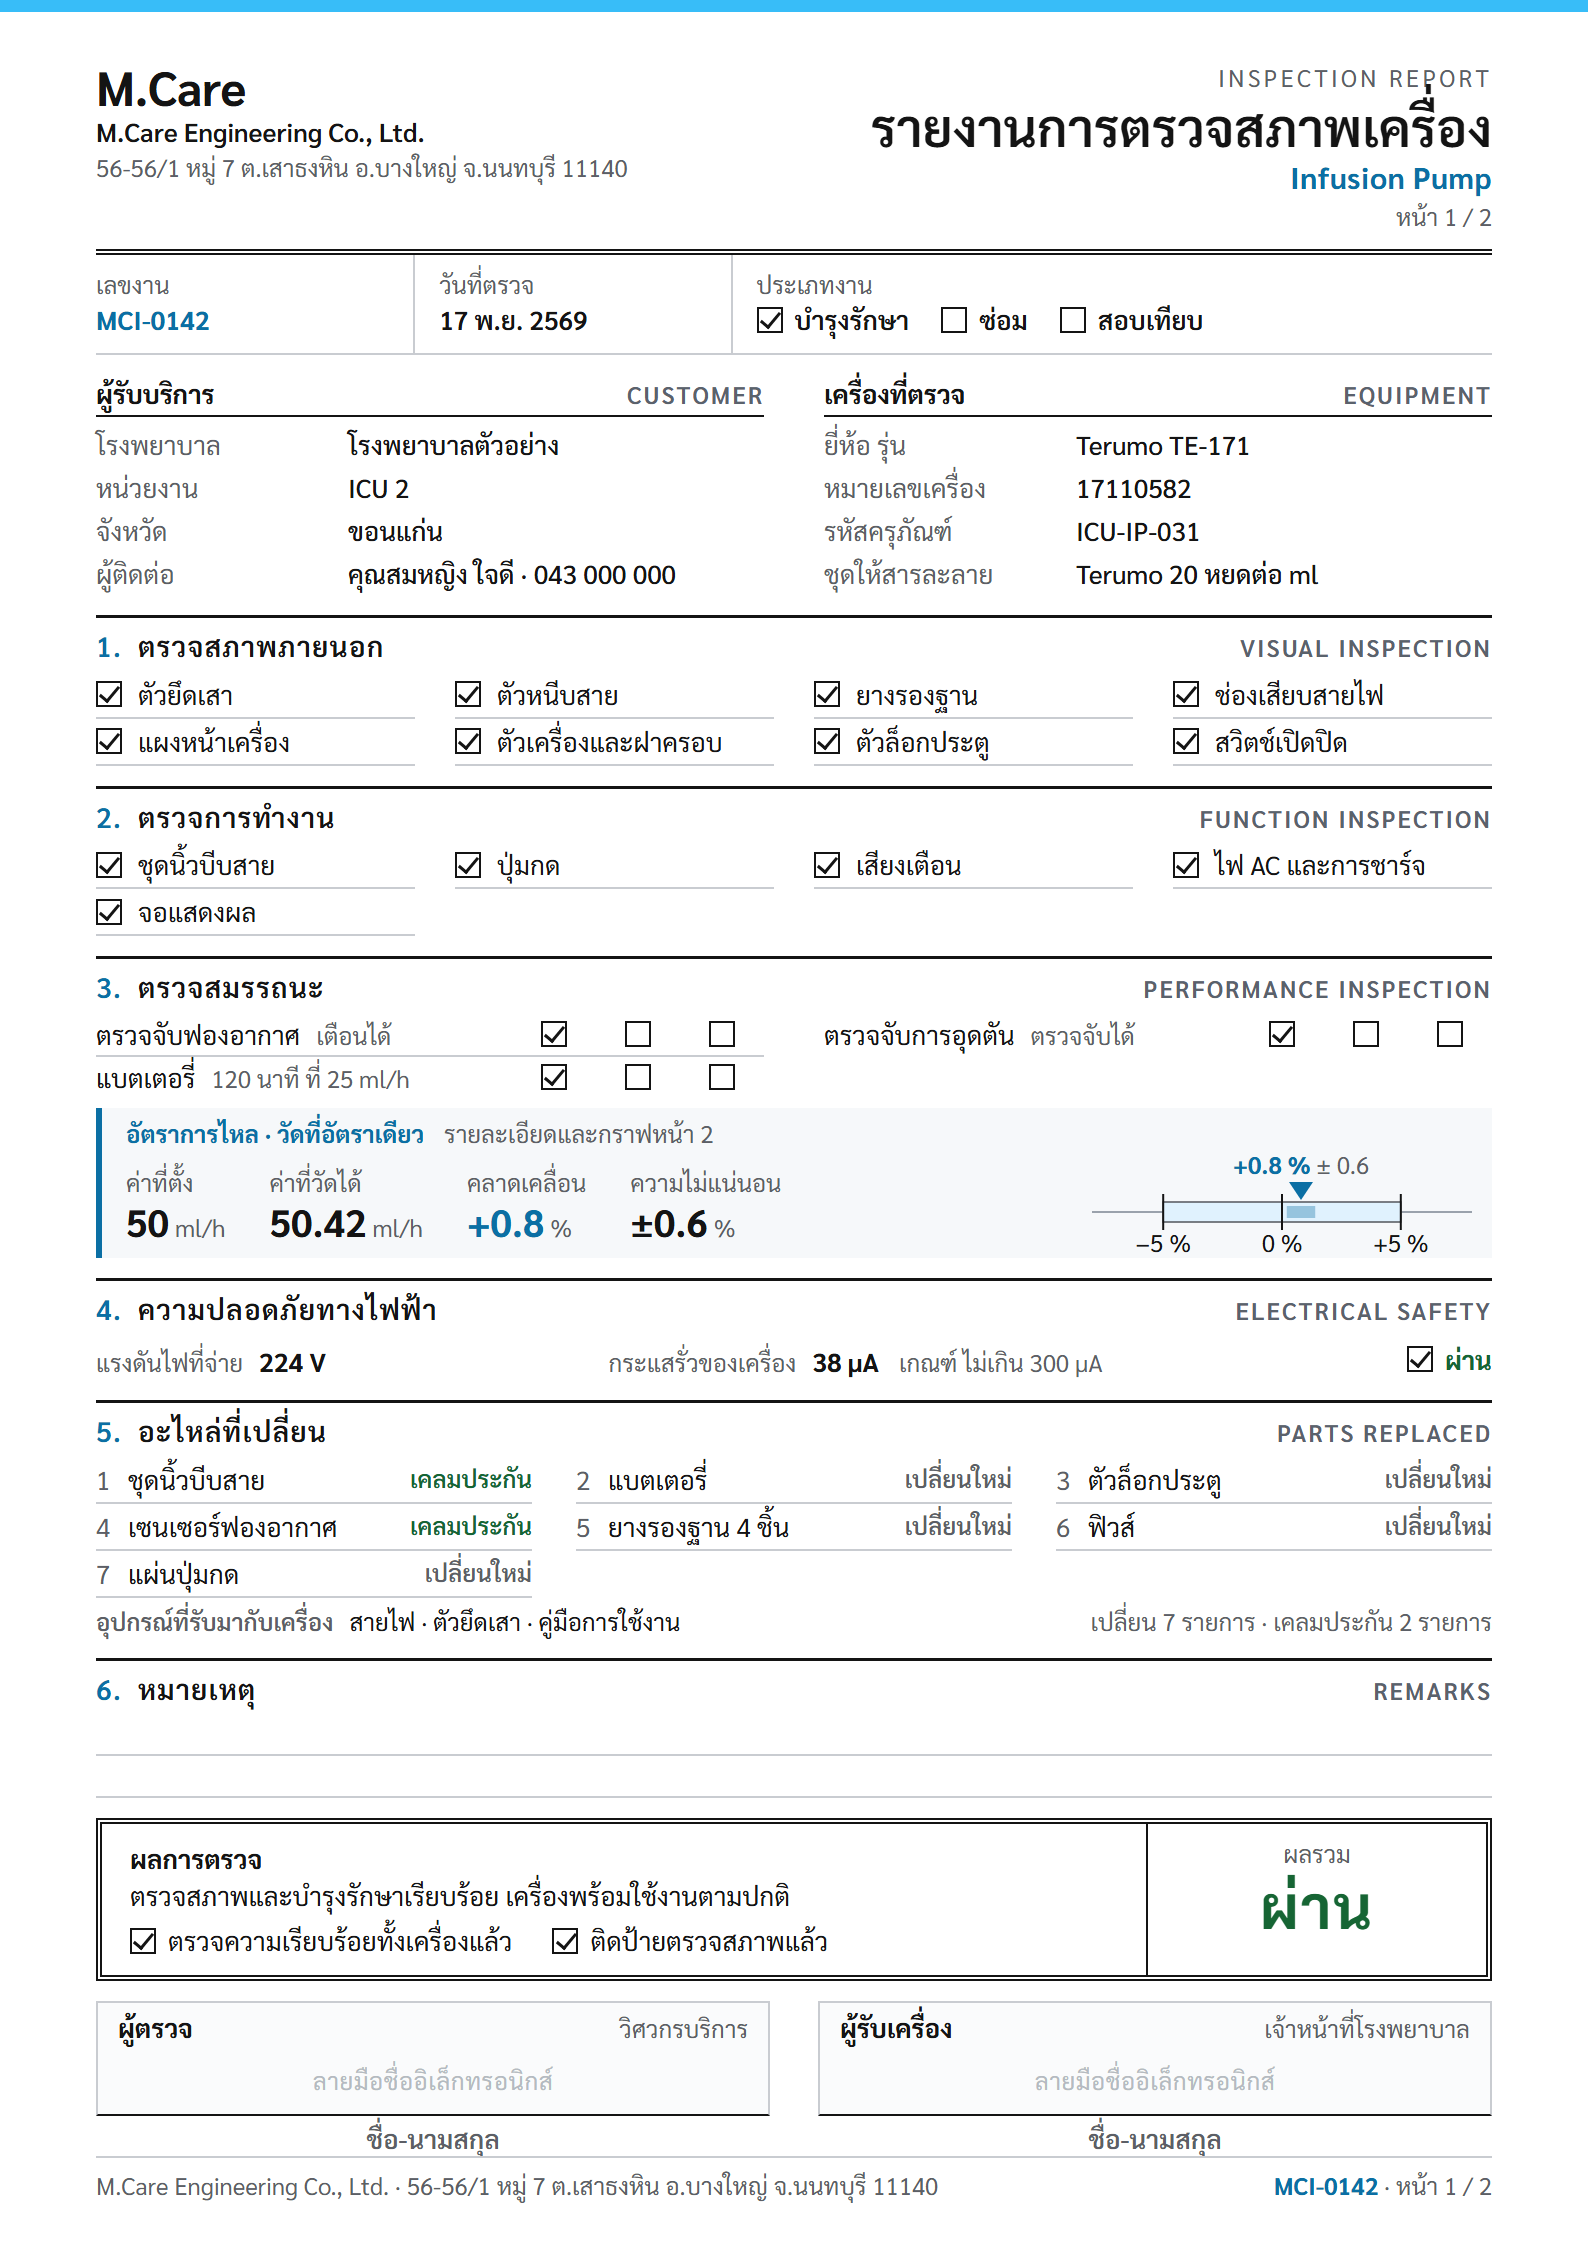 M.Care
M.Care Engineering Co., Ltd.
56-56/1 หมู่ 7 ต.เสาธงหิน อ.บางใหญ่ จ.นนทบุรี 11140
INSPECTION REPORT
รายงานการตรวจสภาพเครื่อง
Infusion Pump
หน้า 1 / 2
เลขงาน
MCI-0142
วันที่ตรวจ
17 พ.ย. 2569
ประเภทงาน
บำรุงรักษา ซ่อม สอบเทียบ
ผู้รับบริการ CUSTOMER
โรงพยาบาล โรงพยาบาลตัวอย่าง
หน่วยงาน ICU 2
จังหวัด ขอนแก่น
ผู้ติดต่อ คุณสมหญิง ใจดี · 043 000 000
เครื่องที่ตรวจ EQUIPMENT
ยี่ห้อ รุ่น Terumo TE-171
หมายเลขเครื่อง 17110582
รหัสครุภัณฑ์ ICU-IP-031
ชุดให้สารละลาย Terumo 20 หยดต่อ ml
1. ตรวจสภาพภายนอก VISUAL INSPECTION
ตัวยึดเสา ตัวหนีบสาย ยางรองฐาน ช่องเสียบสายไฟ
แผงหน้าเครื่อง ตัวเครื่องและฝาครอบ ตัวล็อกประตู สวิตช์เปิดปิด
2. ตรวจการทำงาน FUNCTION INSPECTION
ชุดนิ้วบีบสาย ปุ่มกด เสียงเตือน ไฟ AC และการชาร์จ
จอแสดงผล
3. ตรวจสมรรถนะ PERFORMANCE INSPECTION
ตรวจจับฟองอากาศ เตือนได้ ตรวจจับการอุดตัน ตรวจจับได้
แบตเตอรี่ 120 นาที ที่ 25 ml/h
อัตราการไหล · วัดที่อัตราเดียว รายละเอียดและกราฟหน้า 2
ค่าที่ตั้ง ค่าที่วัดได้ คลาดเคลื่อน ความไม่แน่นอน
50 ml/h 50.42 ml/h +0.8 % ±0.6 %
+0.8 % ± 0.6
−5 % 0 % +5 %
4. ความปลอดภัยทางไฟฟ้า ELECTRICAL SAFETY
แรงดันไฟที่จ่าย 224 V กระแสรั่วของเครื่อง 38 µA เกณฑ์ ไม่เกิน 300 µA ผ่าน
5. อะไหล่ที่เปลี่ยน PARTS REPLACED
1 ชุดนิ้วบีบสาย เคลมประกัน 2 แบตเตอรี่ เปลี่ยนใหม่ 3 ตัวล็อกประตู เปลี่ยนใหม่
4 เซนเซอร์ฟองอากาศ เคลมประกัน 5 ยางรองฐาน 4 ชิ้น เปลี่ยนใหม่ 6 ฟิวส์ เปลี่ยนใหม่
7 แผ่นปุ่มกด เปลี่ยนใหม่
อุปกรณ์ที่รับมากับเครื่อง สายไฟ · ตัวยึดเสา · คู่มือการใช้งาน เปลี่ยน 7 รายการ · เคลมประกัน 2 รายการ
6. หมายเหตุ REMARKS
ผลการตรวจ
ตรวจสภาพและบำรุงรักษาเรียบร้อย เครื่องพร้อมใช้งานตามปกติ
ตรวจความเรียบร้อยทั้งเครื่องแล้ว ติดป้ายตรวจสภาพแล้ว
ผลรวม
ผ่าน
ผู้ตรวจ วิศวกรบริการ
ลายมือชื่ออิเล็กทรอนิกส์
ชื่อ-นามสกุล
ผู้รับเครื่อง เจ้าหน้าที่โรงพยาบาล
ลายมือชื่ออิเล็กทรอนิกส์
ชื่อ-นามสกุล
M.Care Engineering Co., Ltd. · 56-56/1 หมู่ 7 ต.เสาธงหิน อ.บางใหญ่ จ.นนทบุรี 11140 MCI-0142 · หน้า 1 / 2